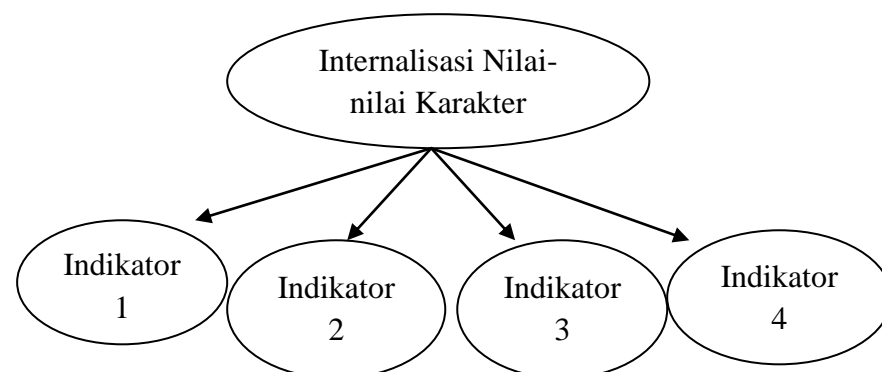 Internalisasi Nilai-
nilai Karakter
Indikator
1
Indikator
2
Indikator
3
Indikator
4